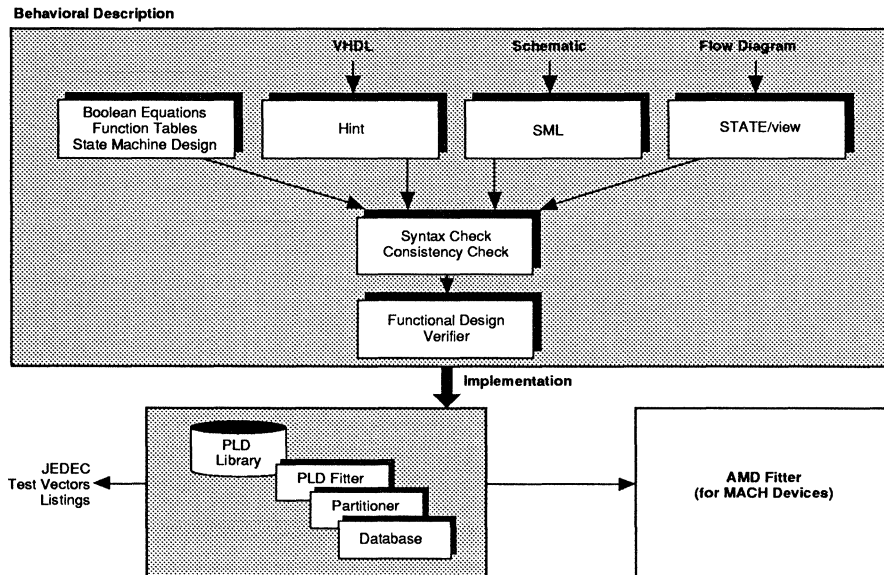 Behavioral Description
VHDL
Schematic
Flow Diagram
Boolean Equations
Function Tables
State Machine Design
Hint
SML
STATE/view
Syntax Check
Consistency Check
Functional Design
Verifier
Implementation
PLD
Library
PLD Fitter
Partitioner
Database
JEDEC
Test Vectors
Listings
AMD Fitter
(for MACH Devices)